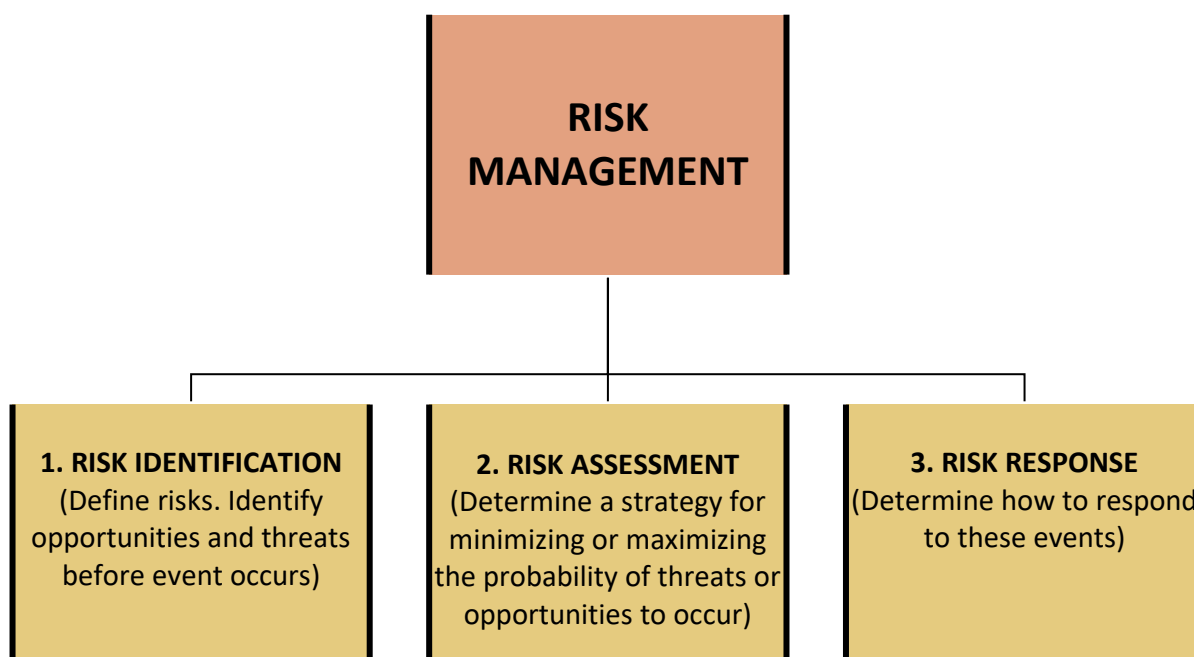 RISK
MANAGEMENT
1. RISK IDENTIFICATION
(Define risks. Identify
opportunities and threats
before event occurs)
2. RISK ASSESSMENT
(Determine a strategy for
minimizing or maximizing
the probability of threats or
opportunities to occur)
3. RISK RESPONSE
(Determine how to respond
to these events)